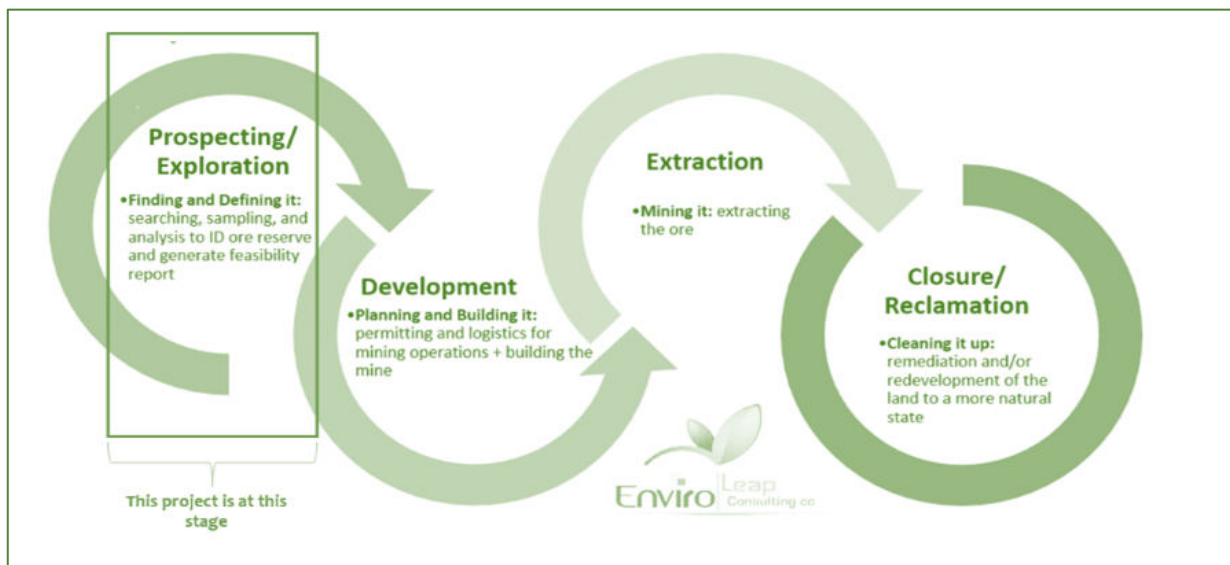 Prospecting/
Exploration
•Finding and Defining it:
searching, sampling, and
analysis to ID ore reserve
and generate feasibility
report
Development
•Planning and Building it:
permitting and logistics for
mining operations + building the
mine
Extraction
•Mining it: extracting
the ore
Closure/
Reclamation
•Cleaning it up:
remediation and/or
redevelopment of the
land to a more natural
state
This project is at this
stage
Enviro Leap
Consulting cc